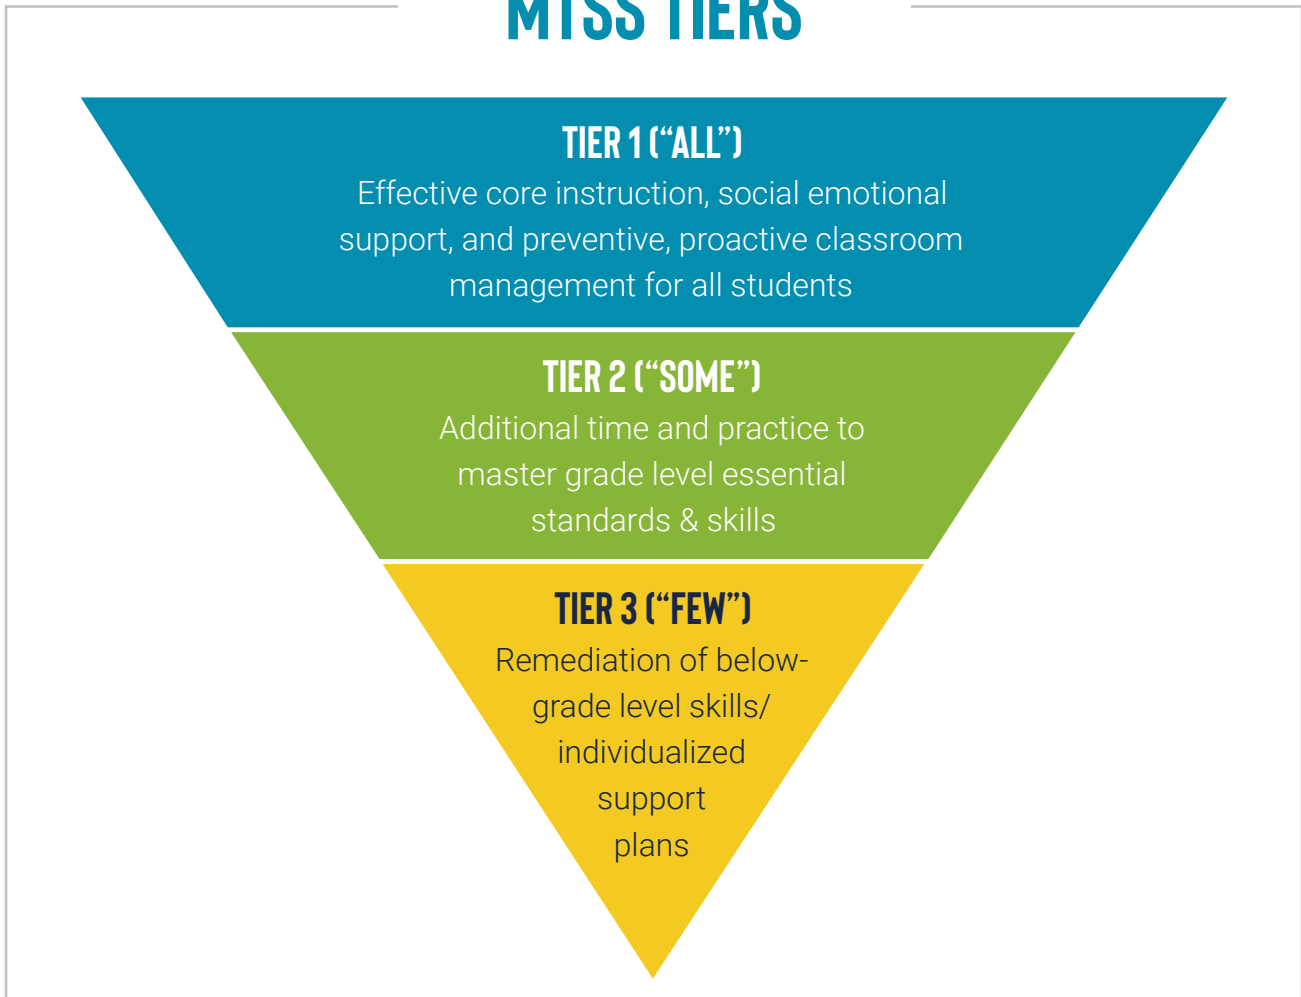 MTSS TIERS
TIER 1 (“ALL”)
Effective core instruction, social emotional
support, and preventive, proactive classroom
management for all students
TIER 2 (“SOME”)
Additional time and practice to
master grade level essential
standards & skills
TIER 3 (“FEW”)
Remediation of below-
grade level skills/
individualized
support
plans